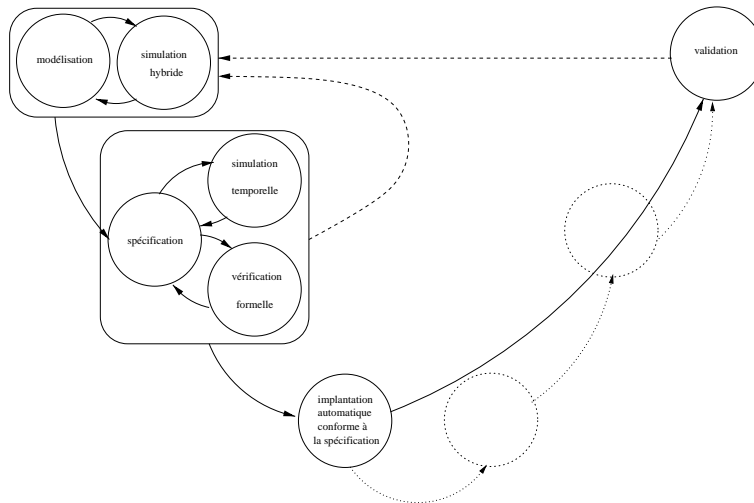 modélisation
simulation
hybride
validation
simulation
temporelle
spécification
vérification
formelle
implantation
automatique
conforme à
la spécification